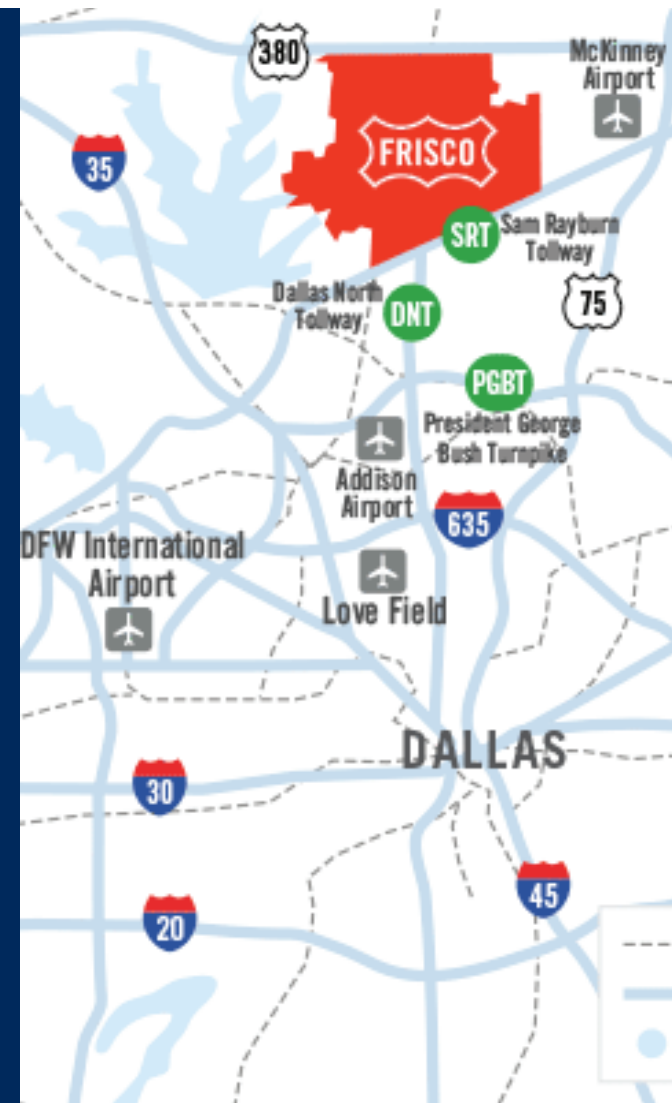 380
McKinney
Airport
35
FRISCO
SRT
Sam Rayburn
Tollway
Dallas North
Tollway
DNT
75
PGBT
President George
Bush Turnpike
Addison
Airport
635
DFW International
Airport
Love Field
DALLAS
30
45
20